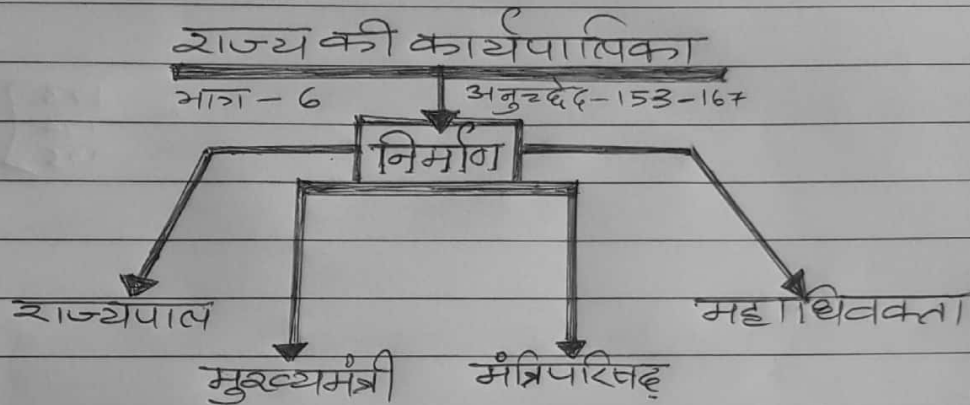 राज्य की कार्यपालिका
भाग - 6 अनुच्छेद - 153 - 167
निर्माण
राज्यपाल महाधिवक्ता
मुख्यमंत्री मंत्रिपरिषद्